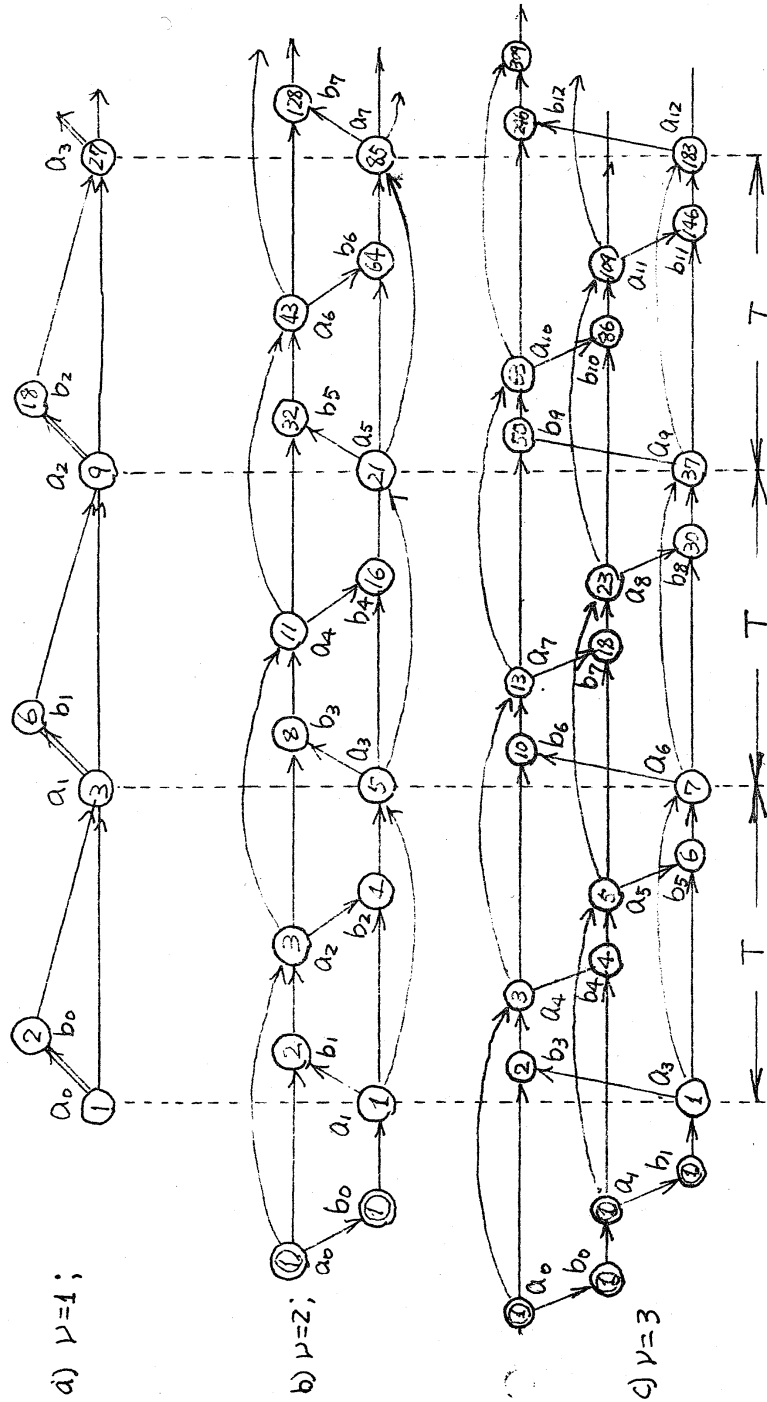 a) ν=1;
2 6 18
a₀ b₀ a₁ b₁ a₂ b₂ a₃
1 3 9 27
b) ν=2;
1 2 3 8 11 32 43 128
a₀ b₁ a₂ b₃ a₄ b₅ a₆ b₇
b₀ a₁ b₂ a₃ b₄ a₅ b₆ a₇
1 1 1 5 16 21 64 85
c) ν=3
1 2 3 10 13 50 309
a₀ b₃ a₄ b₆ a₇ b₉ a₁₀ b₁₂
b₀ b₄ b₇ b₁₀
1 1 4 5 18 23 86 109
a₁ a₅ a₈ a₁₁
b₁ a₃ b₅ a₆ b₈ a₉ b₁₁ a₁₂
1 1 6 7 30 37 146 183
T T T